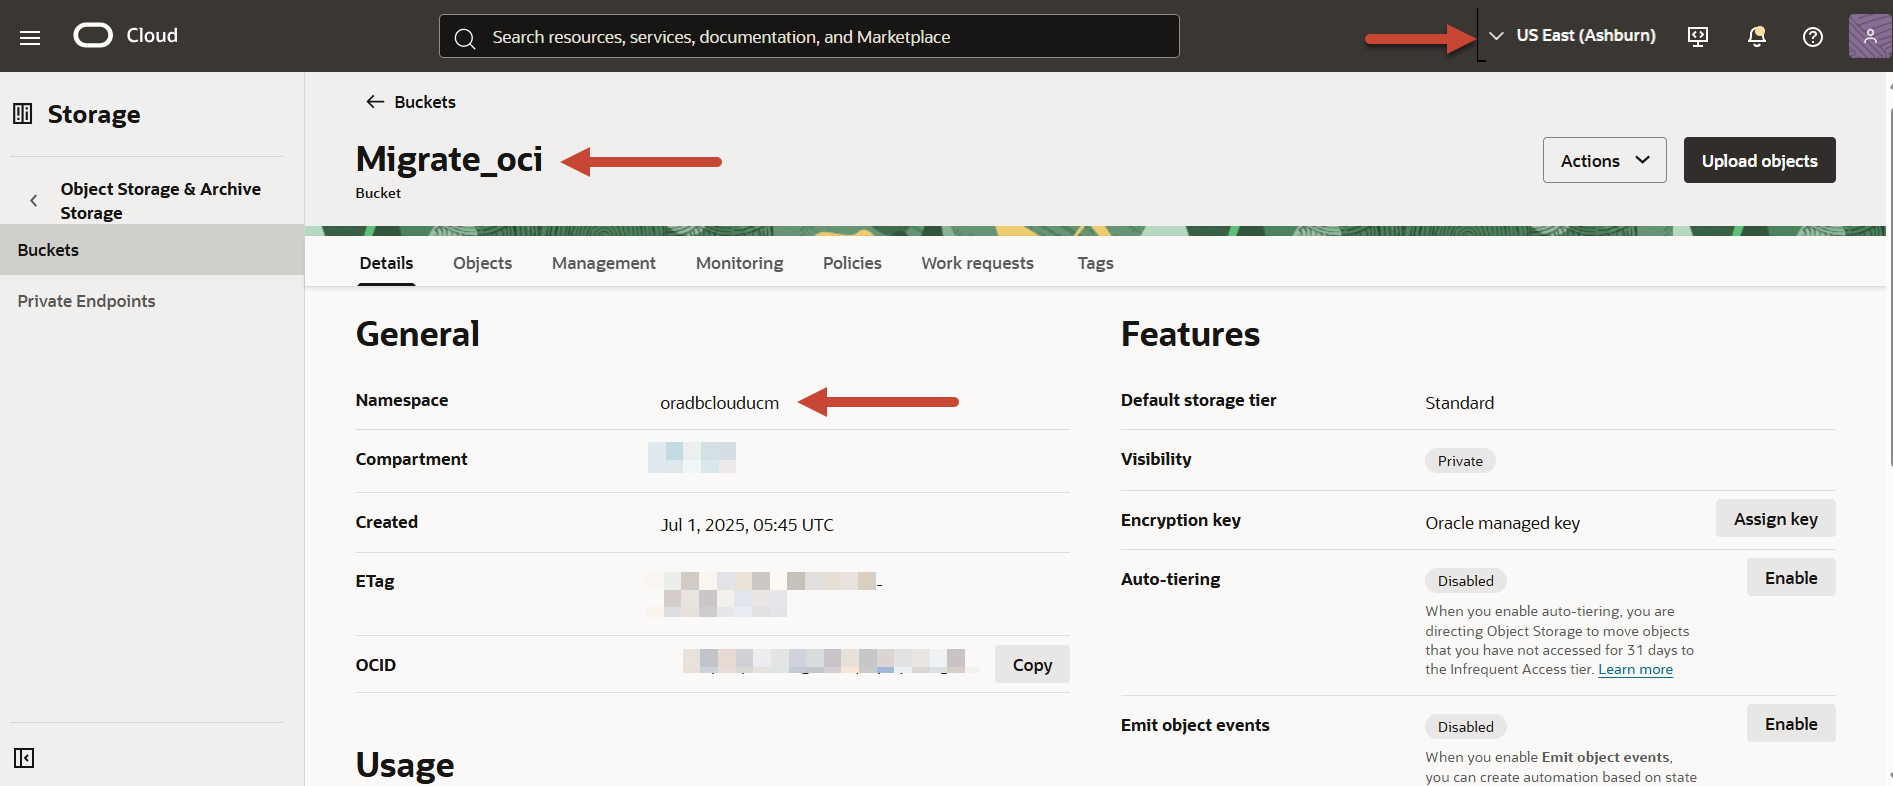 Cloud
Search resources, services, documentation, and Marketplace
US East (Ashburn)
Storage
Object Storage & Archive
Storage
Buckets
Private Endpoints
Buckets
Migrate_oci
Bucket
Actions
Upload objects
Details
Objects
Management
Monitoring
Policies
Work requests
Tags
General
Namespace
oradbclouducm
Compartment
Created
Jul 1, 2025, 05:45 UTC
ETag
OCID
Copy
Usage
Features
Default storage tier
Standard
Visibility
Private
Encryption key
Oracle managed key
Assign key
Auto-tiering
Disabled
Enable
When you enable auto-tiering, you are
directing Object Storage to move objects
that you have not accessed for 31 days to
the Infrequent Access tier. Learn more
Emit object events
Disabled
Enable
When you enable Emit object events,
you can create automation based on state